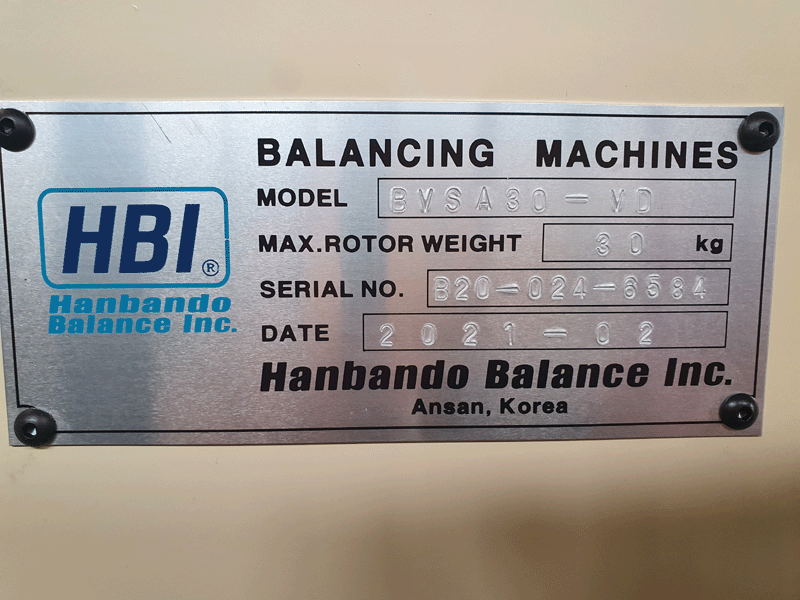 BALANCING MACHINES
MODEL BVSA30-VD
MAX.ROTOR WEIGHT 30 kg
SERIAL NO. B20-024-6584
DATE 2021-02
Hanbando Balance Inc.
Ansan, Korea
HBI ®
Hanbando
Balance Inc.